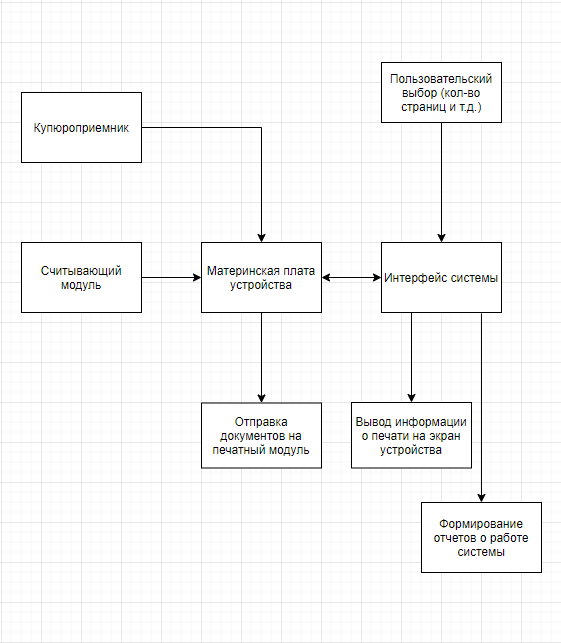 Пользовательский
выбор (кол-во
страниц и т.д.)
Купюроприемник
Считывающий
модуль
Материнская плата
устройства
Интерфейс системы
Отправка
документов на
печатный модуль
Вывод информации
о печати на экран
устройства
Формирование
отчетов о работе
системы